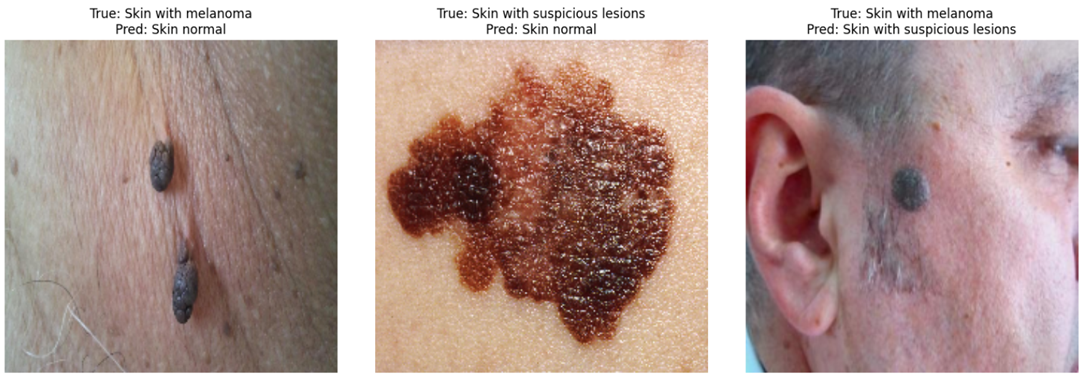 True: Skin with melanoma
Pred: Skin normal
True: Skin with suspicious lesions
Pred: Skin normal
True: Skin with melanoma
Pred: Skin with suspicious lesions